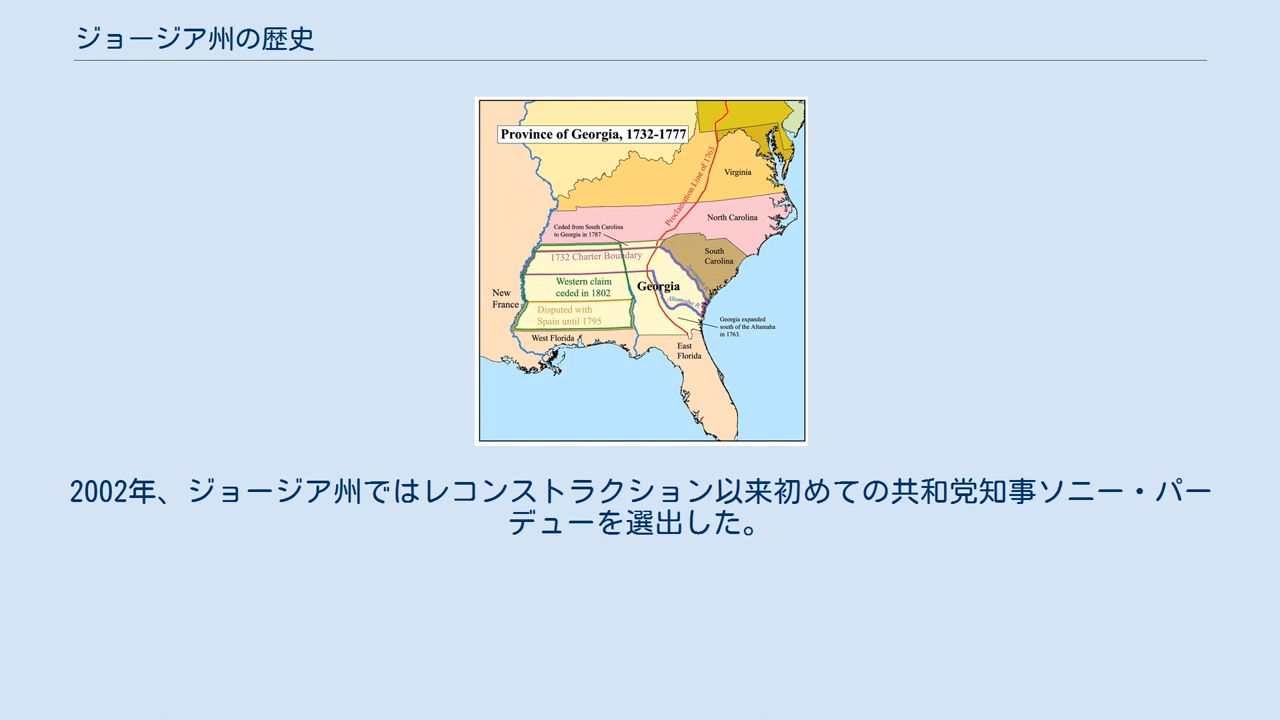 ジョージア州の歴史
Province of Georgia, 1732-1777
Proclamation Line of 1763
Virginia
North Carolina
Ceded from South Carolina
to Georgia in 1787
South
Carolina
1732 Charter Boundary
Western claim
ceded in 1802
Georgia
New
France
Altamaha R.
Disputed with
Spain until 1795
Georgia expanded
south of the Altamaha
in 1763.
West Florida
East
Florida
2002年、ジョージア州ではレコンストラクション以来初めての共和党知事ソニー・パー
デューを選出した。